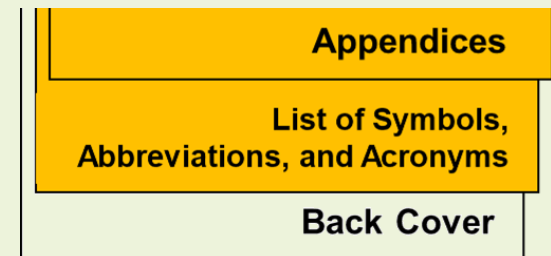 Appendices
List of Symbols,
Abbreviations, and Acronyms
Back Cover